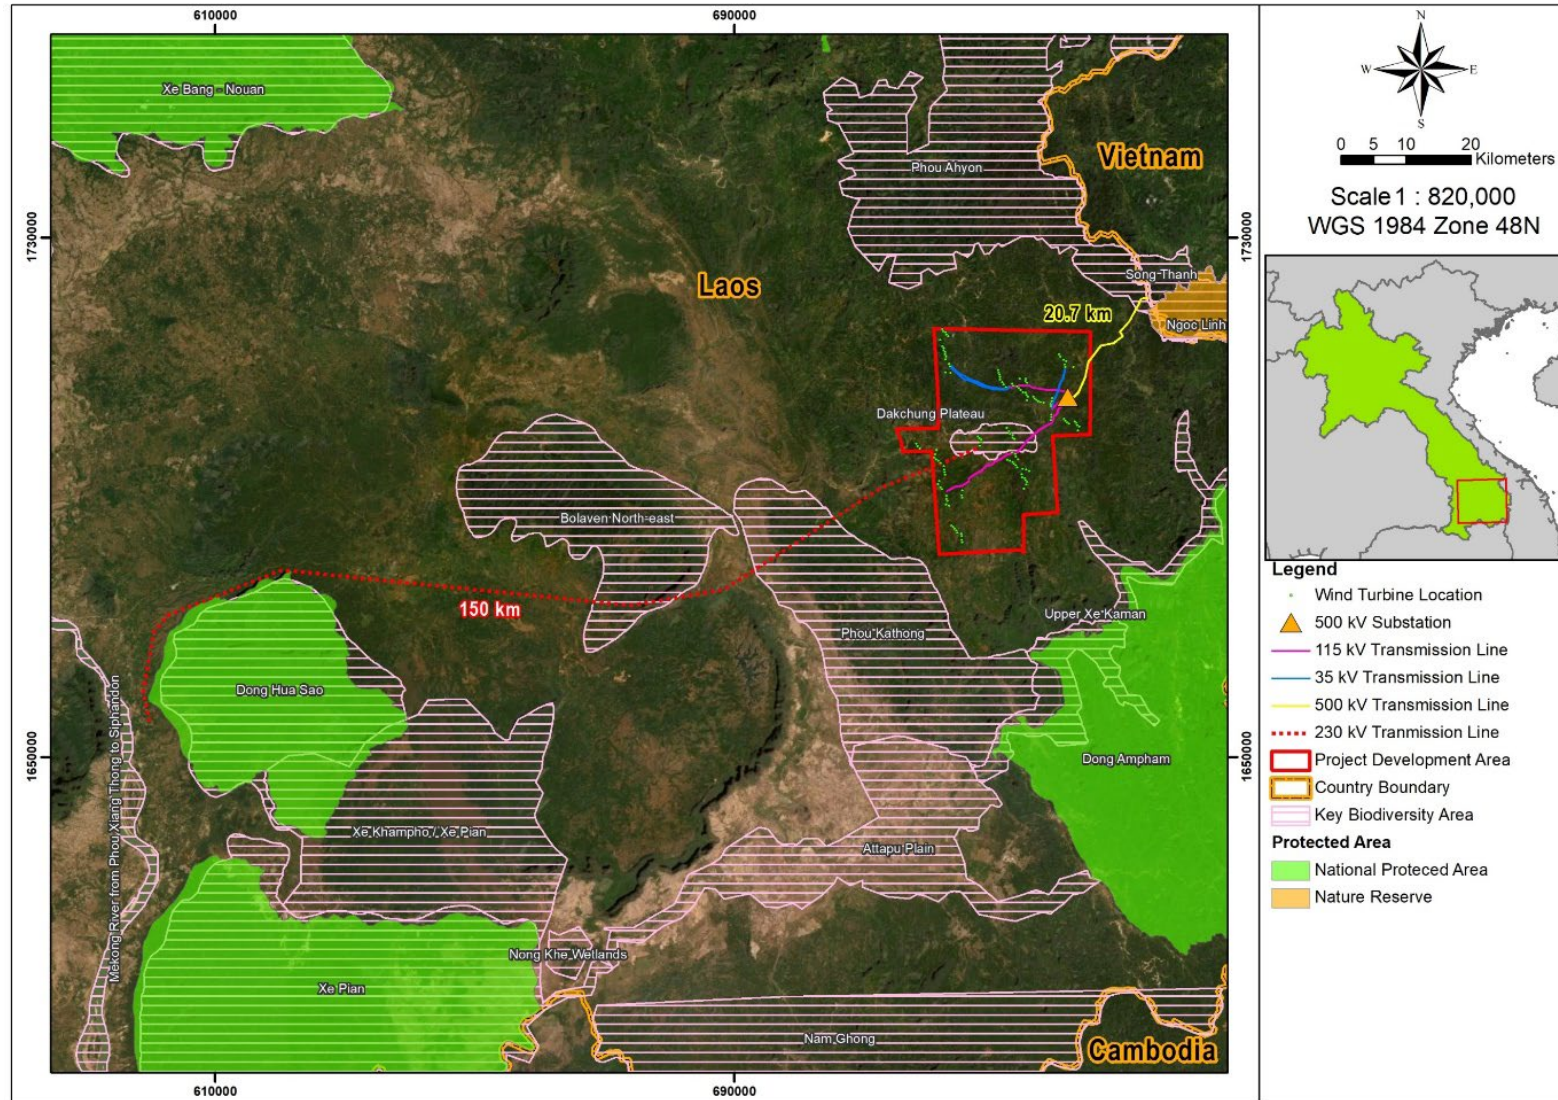 610000
690000
Xe Bang - Nouan
Phou Ahyon
Vietnam
1730000
1730000
Laos
Song Thanh
20.7 km
Ngoc Linh
Dakchung Plateau
Bolaven North-east
150 km
Upper Xe Kaman
Phou Kathong
Dong Hua Sao
Mekong River from Phou Xiang Thong to Siphandon
1650000
1650000
Dong Ampham
Xe Khampho / Xe Pian
Attapu Plain
Nong Khe Wetlands
Xe Pian
Nam Ghong
Cambodia
610000
690000
N
W
E
S
0 5 10 20
Kilometers
Scale 1 : 820,000
WGS 1984 Zone 48N
Legend
Wind Turbine Location
500 kV Substation
115 kV Transmission Line
35 kV Transmission Line
500 kV Transmission Line
230 kV Tranmission Line
Project Development Area
Country Boundary
Key Biodiversity Area
Protected Area
National Proteced Area
Nature Reserve